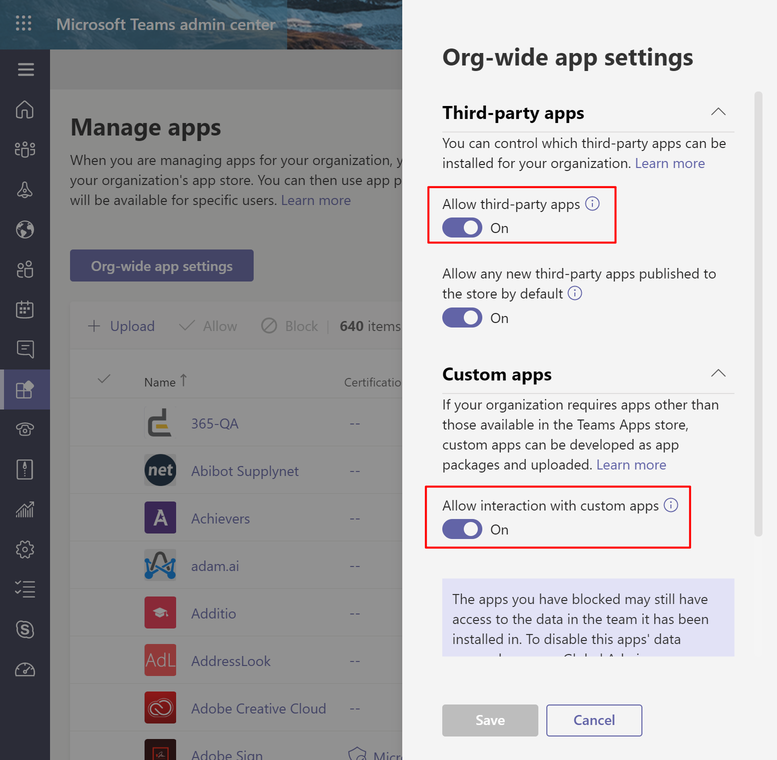 Microsoft Teams admin center
Manage apps
When you are managing apps for your organization,
your organization's app store. You can then use app
will be available for specific users. Learn more
Org-wide app settings
Upload Allow Block 640 items
Name
365-QA --
net Abibot Supplynet --
A Achievers --
adam.ai --
Additio --
AdL AddressLook --
Adobe Creative Cloud --
Adobe Sign
Org-wide app settings
Third-party apps
You can control which third-party apps can be
installed for your organization. Learn more
Allow third-party apps
On
Allow any new third-party apps published to
the store by default
On
Custom apps
If your organization requires apps other than
those available in the Teams Apps store,
custom apps can be developed as app
packages and uploaded. Learn more
Allow interaction with custom apps
On
The apps you have blocked may still have
access to the data in the team it has been
installed in. To disable this apps' data
Save Cancel